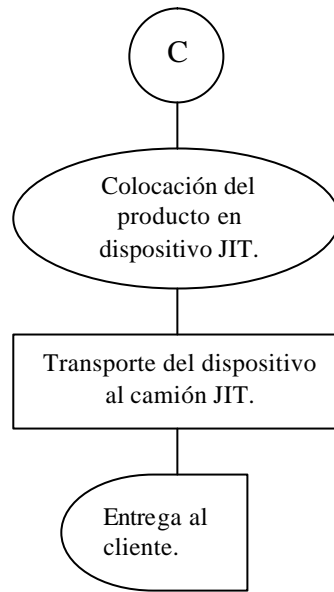 C
Colocación del
producto en
dispositivo JIT.
Transporte del dispositivo
al camión JIT.
Entrega al
cliente.